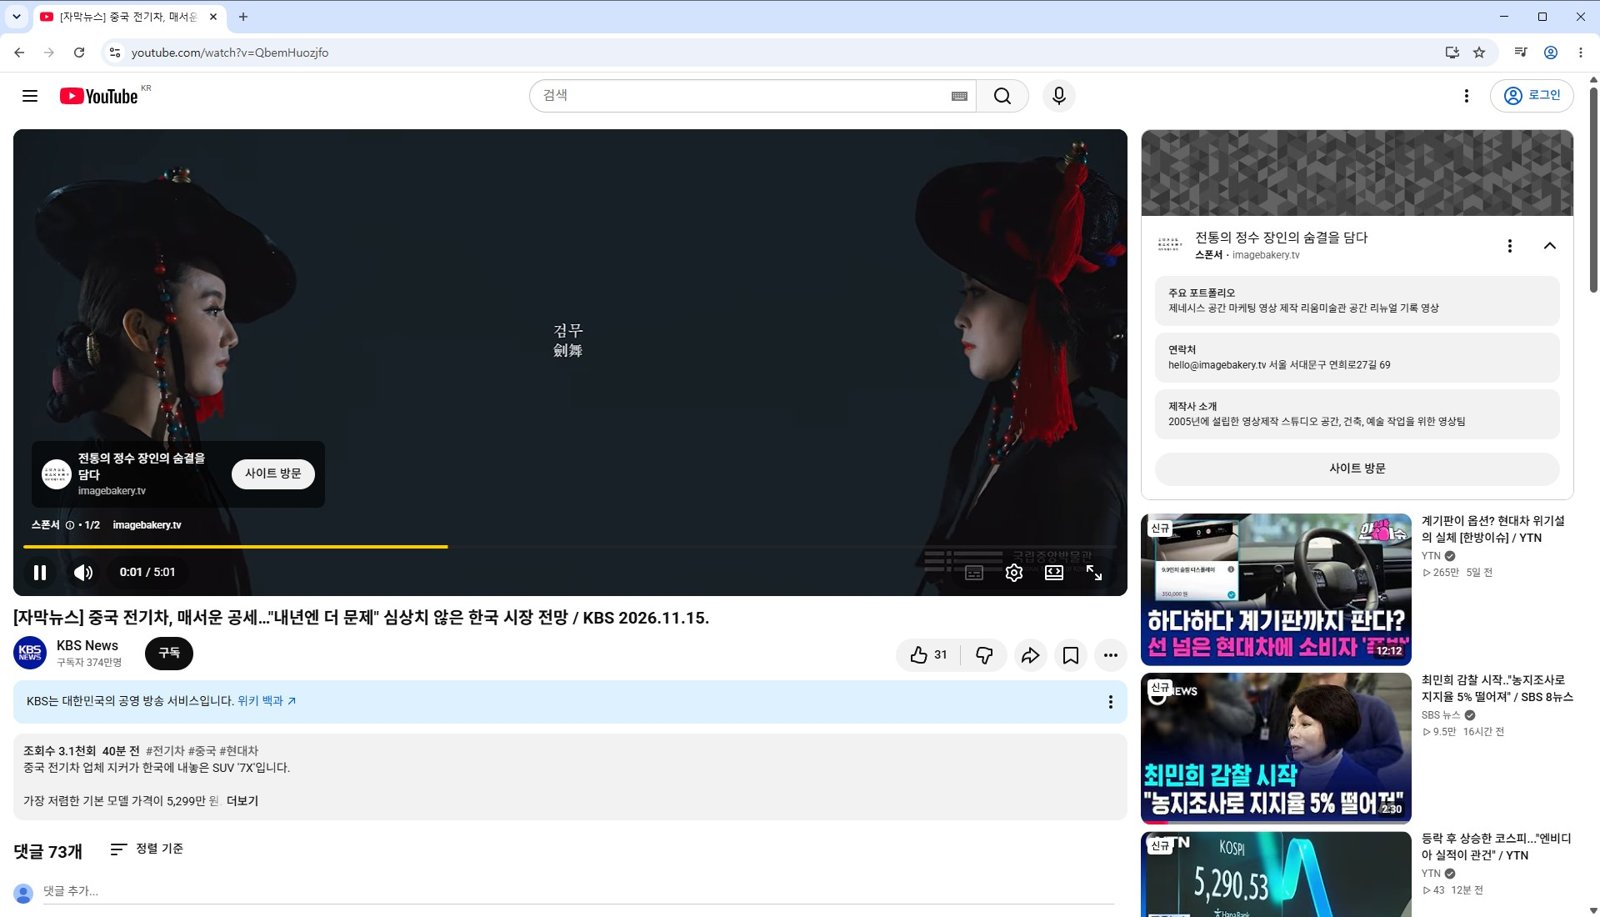 [자막뉴스] 중국 전기차, 매서운
youtube.com/watch?v=QbemHuozjfo
YouTube KR
검색
로그인
검무
劍舞
전통의 정수 장인의 숨결을
담다
imagebakery.tv
사이트 방문
스폰서 · 1/2 imagebakery.tv
국립중앙박물관
0:01 / 5:01
[자막뉴스] 중국 전기차, 매서운 공세..."내년엔 더 문제" 심상치 않은 한국 시장 전망 / KBS 2026.11.15.
KBS NEWS
KBS News
구독자 374만명
구독
31
KBS는 대한민국의 공영 방송 서비스입니다. 위키 백과
조회수 3.1천회 40분 전 #전기차 #중국 #현대차
중국 전기차 업체 지커가 한국에 내놓은 SUV '7X'입니다.
가장 저렴한 기본 모델 가격이 5,299만 원. 더보기
댓글 73개
정렬 기준
댓글 추가...
전통의 정수 장인의 숨결을 담다
스폰서 · imagebakery.tv
주요 포트폴리오
제네시스 공간 마케팅 영상 제작 리움미술관 공간 리뉴얼 기록 영상
연락처
hello@imagebakery.tv 서울 서대문구 연희로27길 69
제작사 소개
2005년에 설립한 영상제작 스튜디오 공간, 건축, 예술 작업을 위한 영상팀
사이트 방문
신규
350,000 원
하다하다 계기판까지 판다?
선 넘은 현대차에 소비자
12:12
계기판이 옵션? 현대차 위기설
의 실체 [한방이슈] / YTN
YTN
265만 5일 전
신규
NEWS
최민희 감찰 시작
"농지조사로 지지율 5% 떨어져"
2:30
최민희 감찰 시작.."농지조사로
지지율 5% 떨어져" / SBS 8뉴스
SBS 뉴스
9.5만 16시간 전
신규
YTN
KOSPI
5,290.53
Hana Bank
등락 후 상승한 코스피..."엔비디
아 실적이 관건" / YTN
YTN
43 12분 전